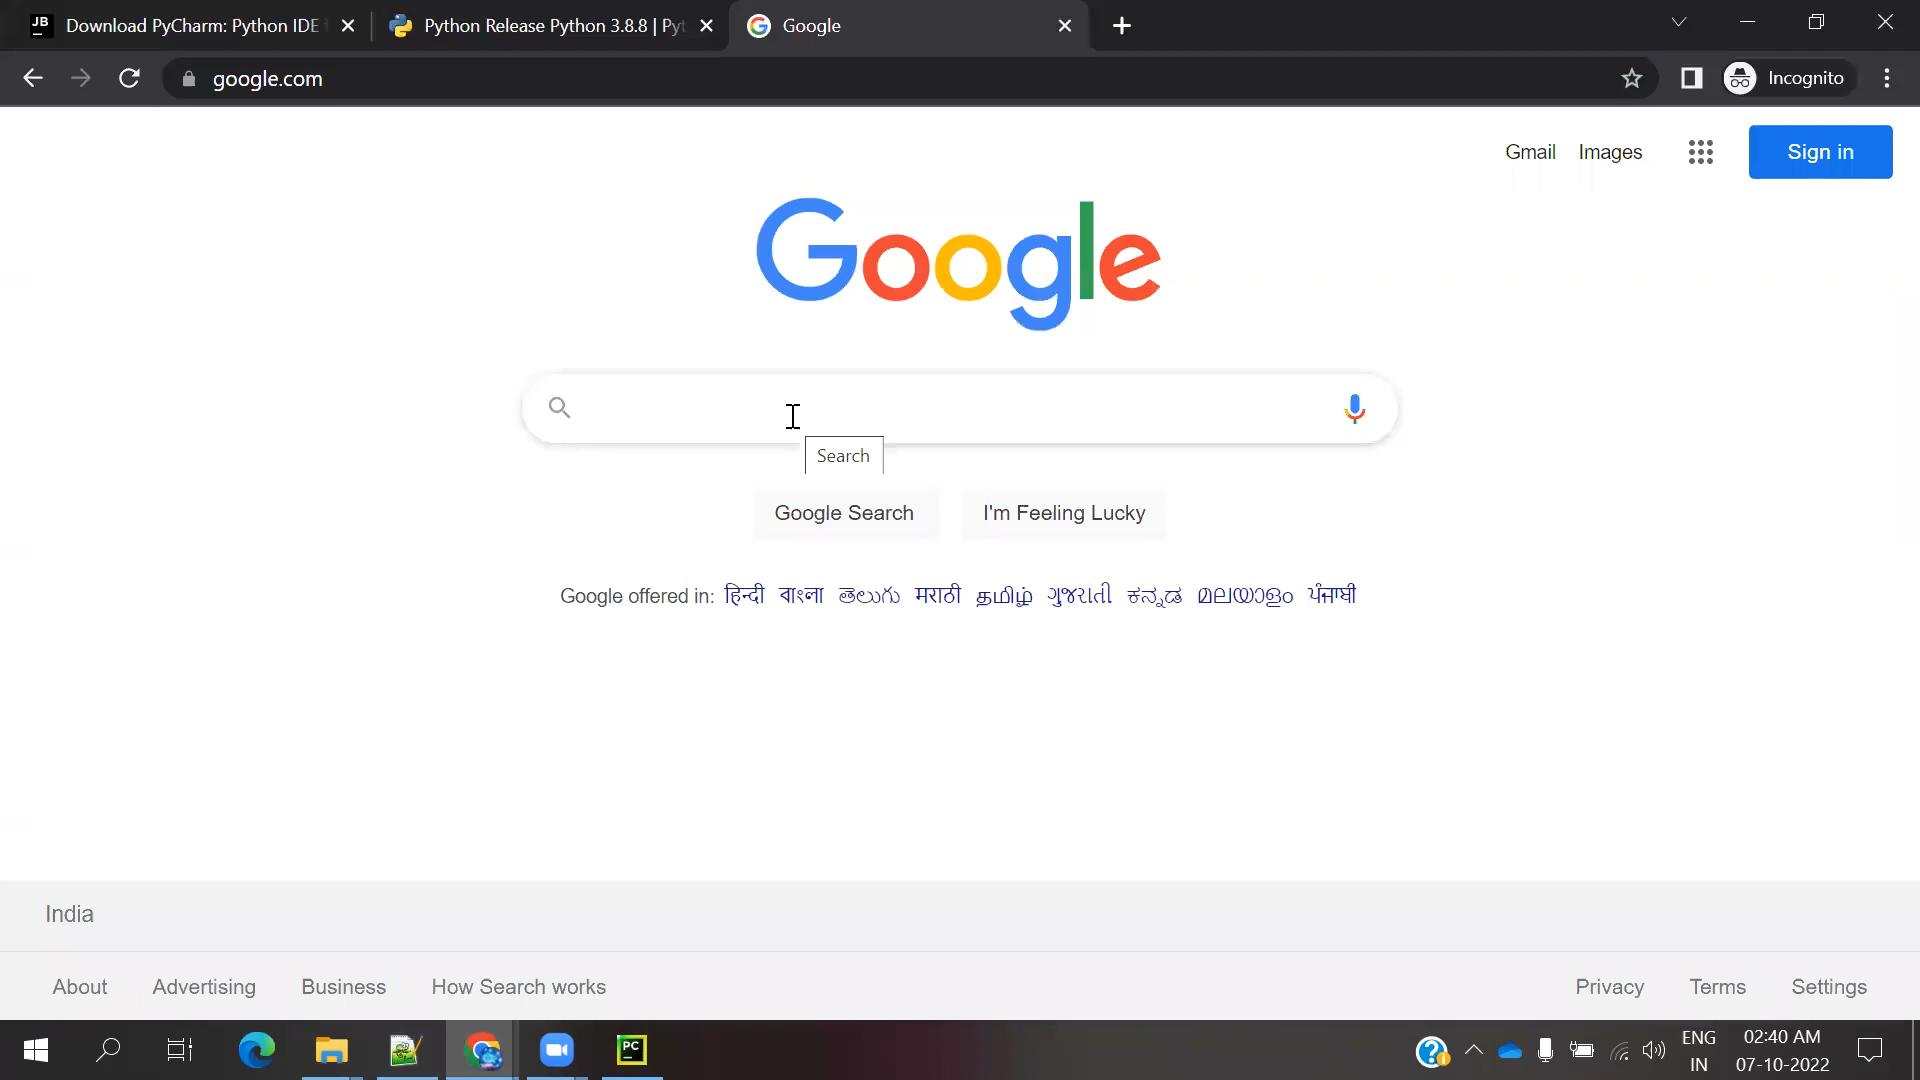 JB Download PyCharm: Python IDE
Python Release Python 3.8.8 | Pyt
Google
google.com
Incognito
Gmail
Images
Sign in
Google
Search
Google Search
I'm Feeling Lucky
Google offered in: हिन्दी বাংলা తెలుగు मराठी தமிழ் ગુજરાતી ಕನ್ನಡ മലയാളം ਪੰਜਾਬੀ
India
About
Advertising
Business
How Search works
Privacy
Terms
Settings
PC
ENG
IN
02:40 AM
07-10-2022